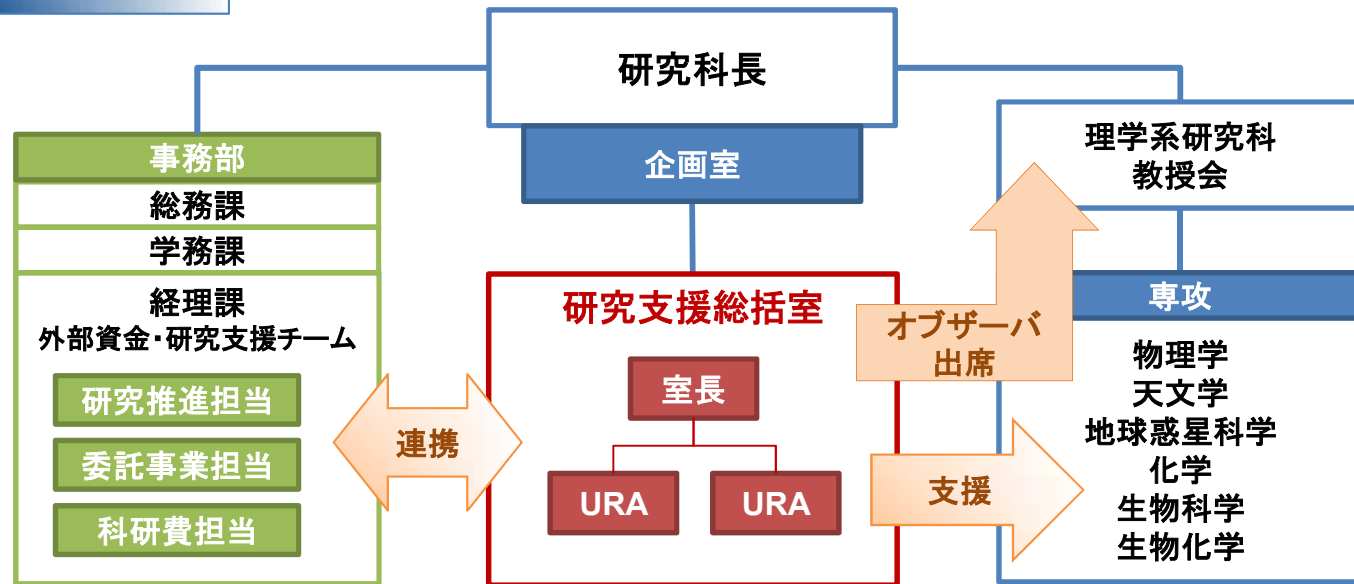 研究科長
企画室
事務部
総務課
学務課
経理課
外部資金・研究支援チーム
研究推進担当
委託事業担当
科研費担当
連携
研究支援総括室
室長
URA
URA
オブザーバ
出席
支援
理学系研究科
教授会
専攻
物理学
天文学
地球惑星科学
化学
生物科学
生物化学